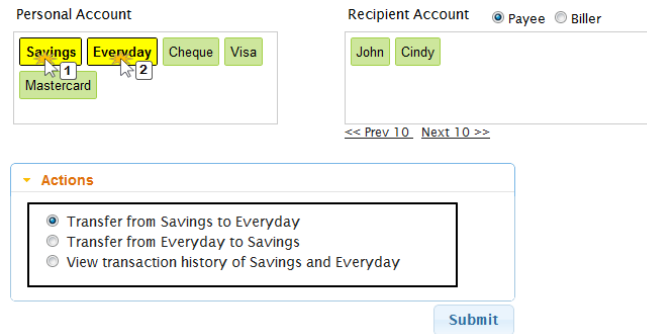 Personal Account
Recipient Account Payee Biller
Savings Everyday Cheque Visa
1 2
Mastercard
John Cindy
<< Prev 10 Next 10 >>
Actions
Transfer from Savings to Everyday
Transfer from Everyday to Savings
View transaction history of Savings and Everyday
Submit